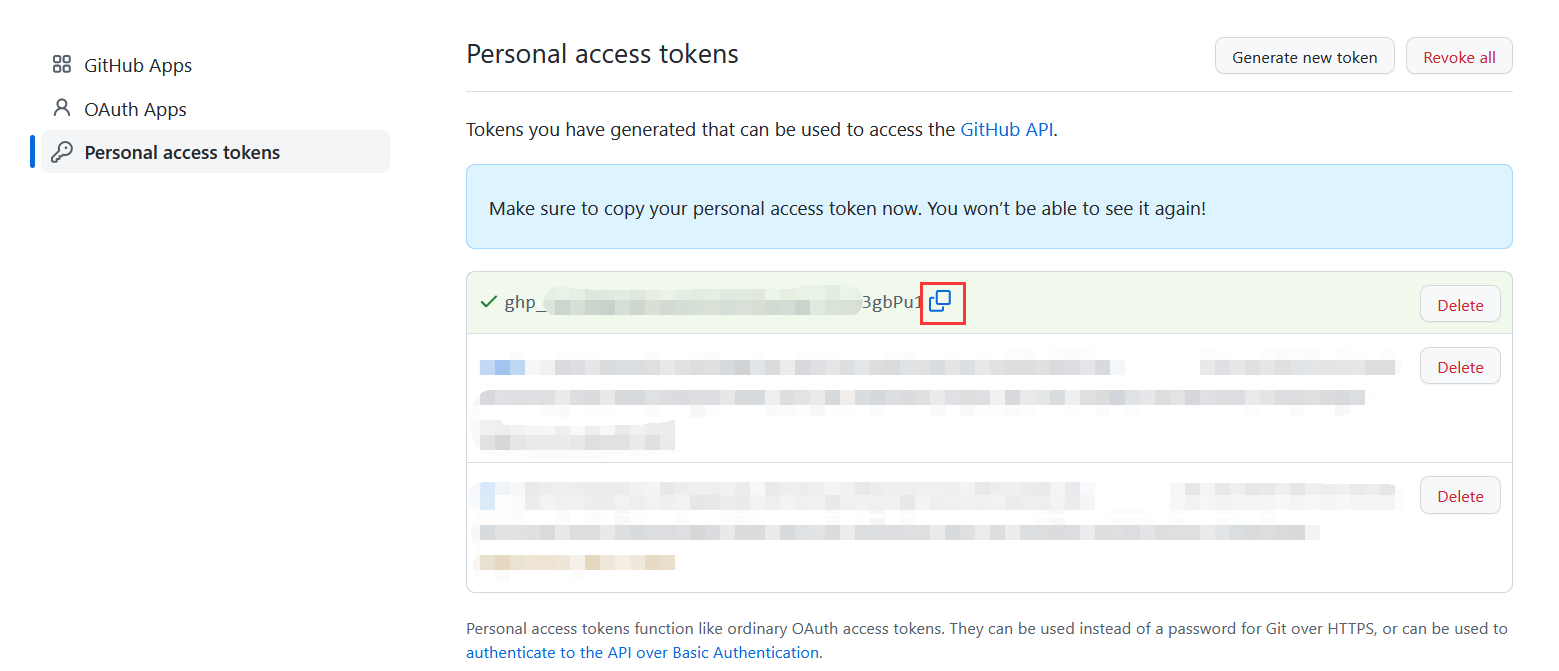 GitHub Apps
OAuth Apps
Personal access tokens
Personal access tokens
Generate new token
Revoke all
Tokens you have generated that can be used to access the GitHub API.
Make sure to copy your personal access token now. You won’t be able to see it again!
ghp_ 3gbPu1
Delete
Delete
Delete
Personal access tokens function like ordinary OAuth access tokens. They can be used instead of a password for Git over HTTPS, or can be used to
authenticate to the API over Basic Authentication.